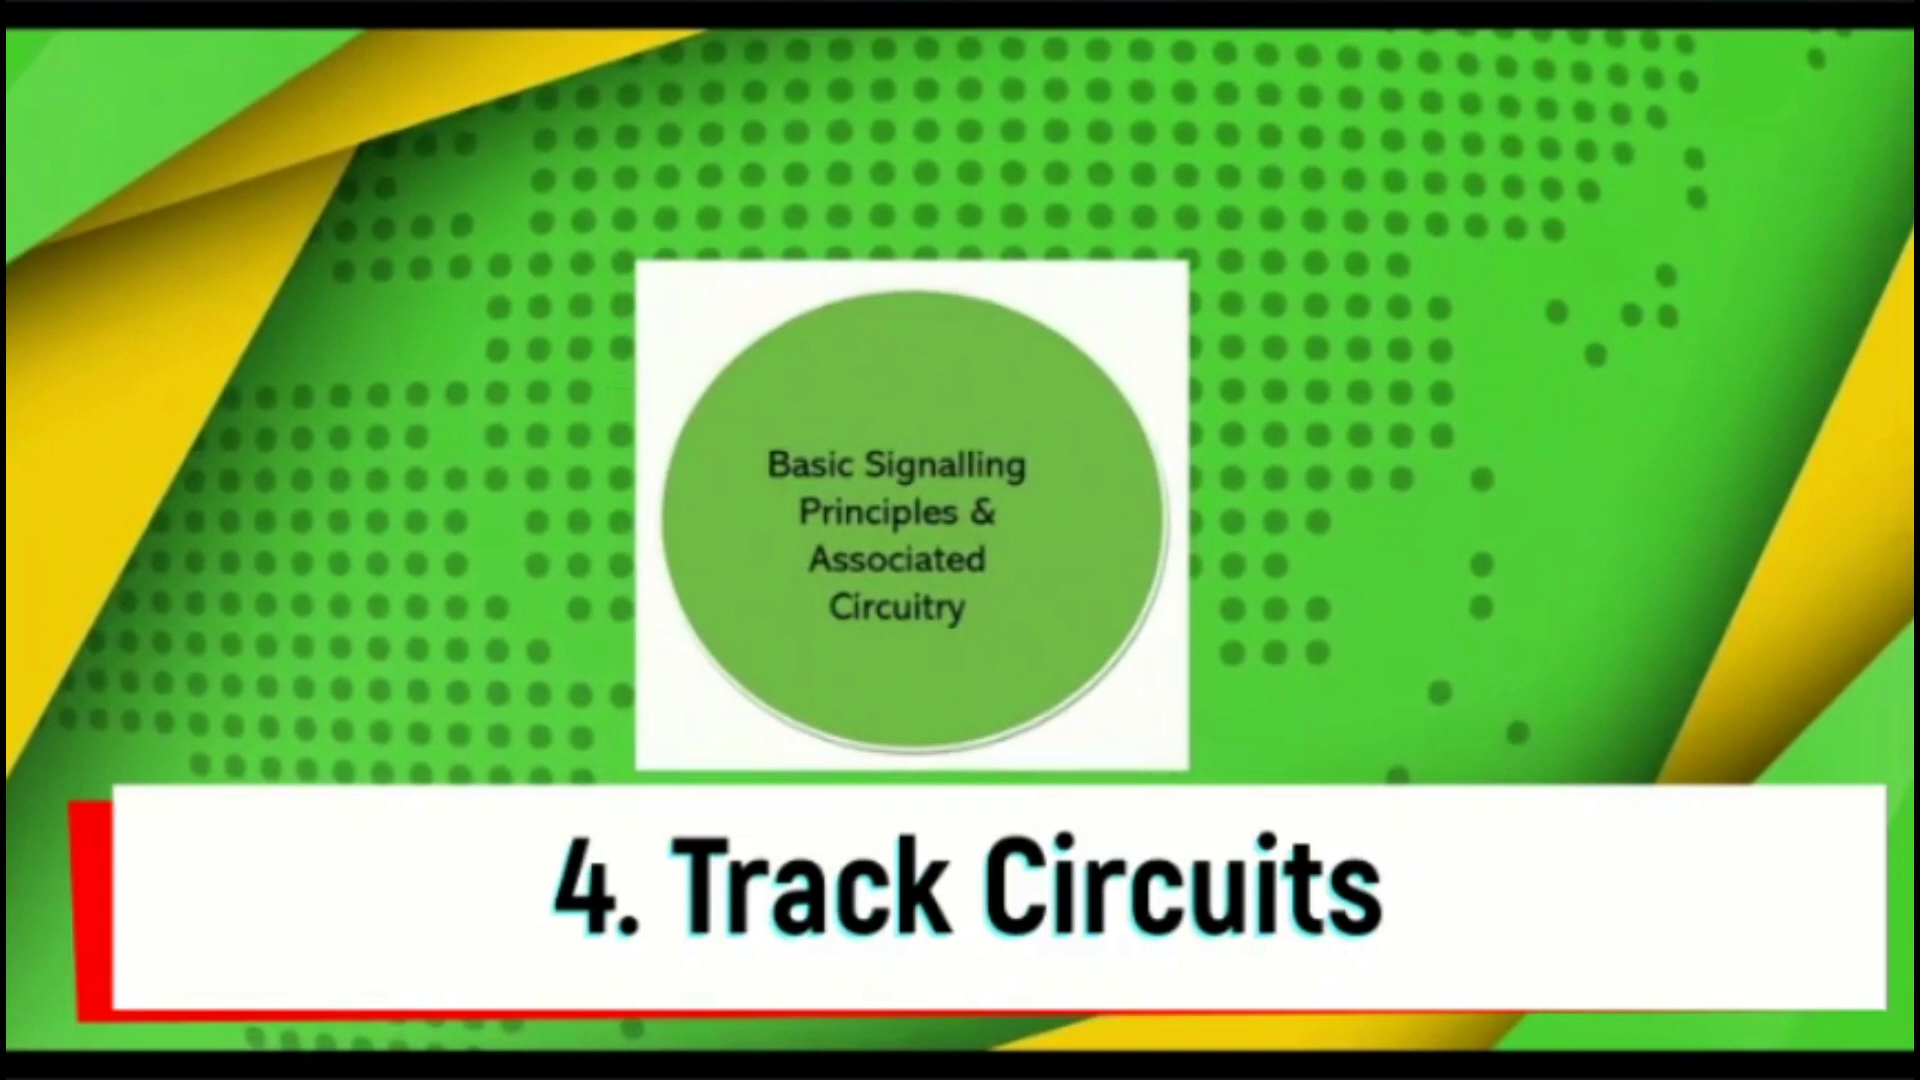 Basic Signalling
Principles &
Associated
Circuitry
4. Track Circuits